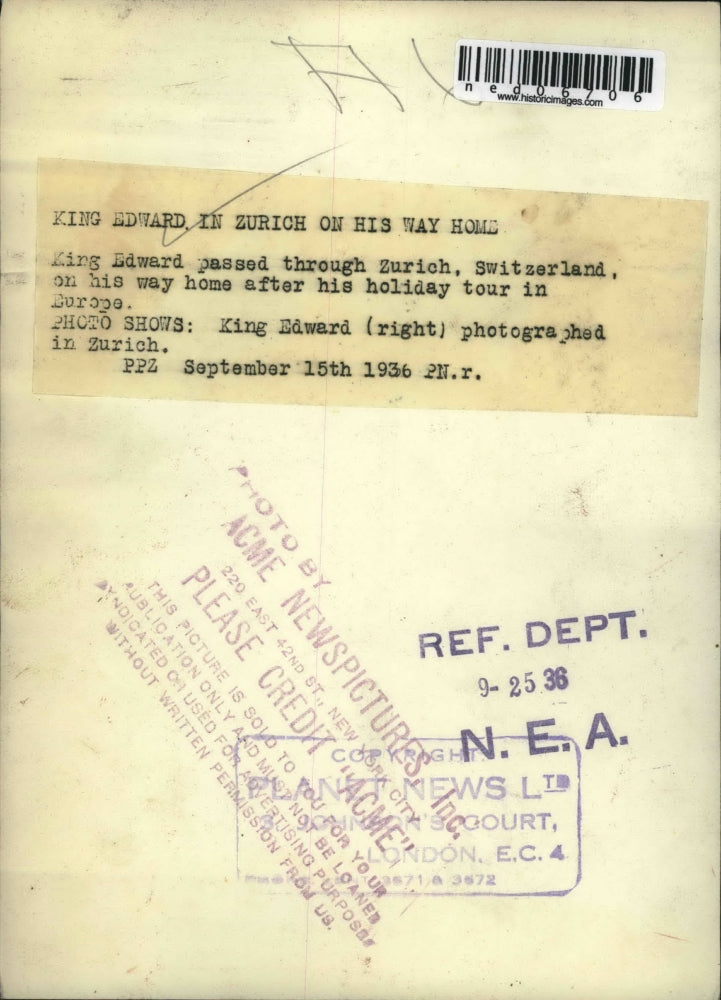 ned06706
www.historicimages.com
KING EDWARD IN ZURICH ON HIS WAY HOME
King Edward passed through Zurich, Switzerland,
on his way home after his holiday tour in
Europe.
PHOTO SHOWS: King Edward (right) photographed
in Zurich.
PPZ September 15th 1936 PN.r.
PHOTO BY
ACME NEWSPICTURES, Inc.
220 EAST 42ND ST., NEW YORK CITY
PLEASE CREDIT "ACME"
THIS PICTURE IS SOLD TO YOU FOR YOUR
PUBLICATION ONLY AND MUST NOT BE LOANED
SYNDICATED OR USED FOR ADVERTISING PURPOSES
WITHOUT WRITTEN PERMISSION FROM US.
REF. DEPT.
9-25 36
N. E. A.
COPYRIGHT
PLANET NEWS LTD
JOHNSON'S COURT,
LONDON, E.C. 4
3671 & 3672